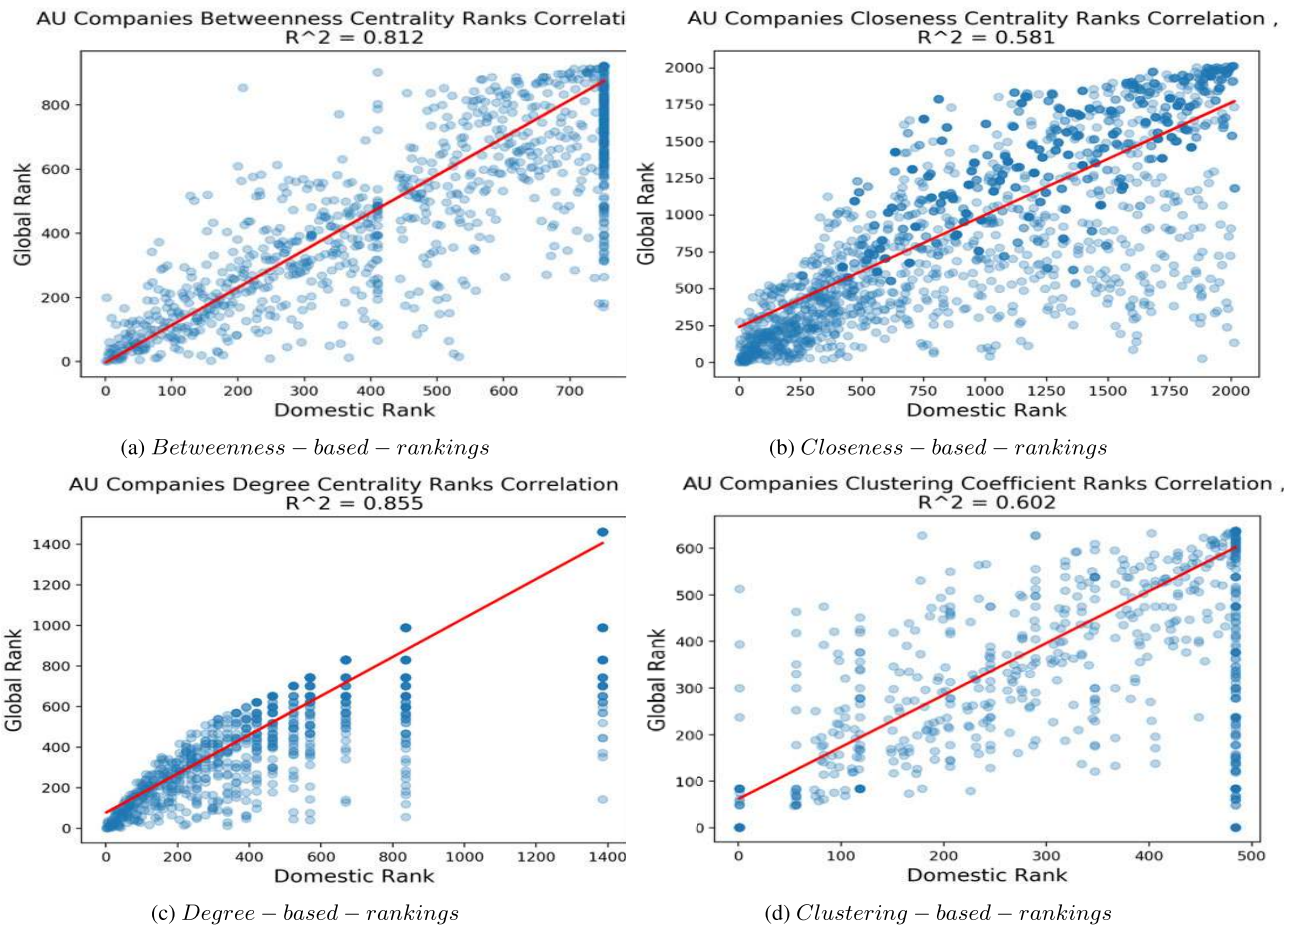 AU Companies Betweenness Centrality Ranks Correlati
R^2 = 0.812
Global Rank
800
600
400
200
0
0 100 200 300 400 500 600 700
Domestic Rank
(a) Betweenness – based – rankings
AU Companies Closeness Centrality Ranks Correlation ,
R^2 = 0.581
Global Rank
2000
1750
1500
1250
1000
750
500
250
0
0 250 500 750 1000 1250 1500 1750 2000
Domestic Rank
(b) Closeness – based – rankings
AU Companies Degree Centrality Ranks Correlation
R^2 = 0.855
Global Rank
1400
1200
1000
800
600
400
200
0
0 200 400 600 800 1000 1200 1400
Domestic Rank
(c) Degree – based – rankings
AU Companies Clustering Coefficient Ranks Correlation ,
R^2 = 0.602
Global Rank
600
500
400
300
200
100
0
0 100 200 300 400 500
Domestic Rank
(d) Clustering – based – rankings